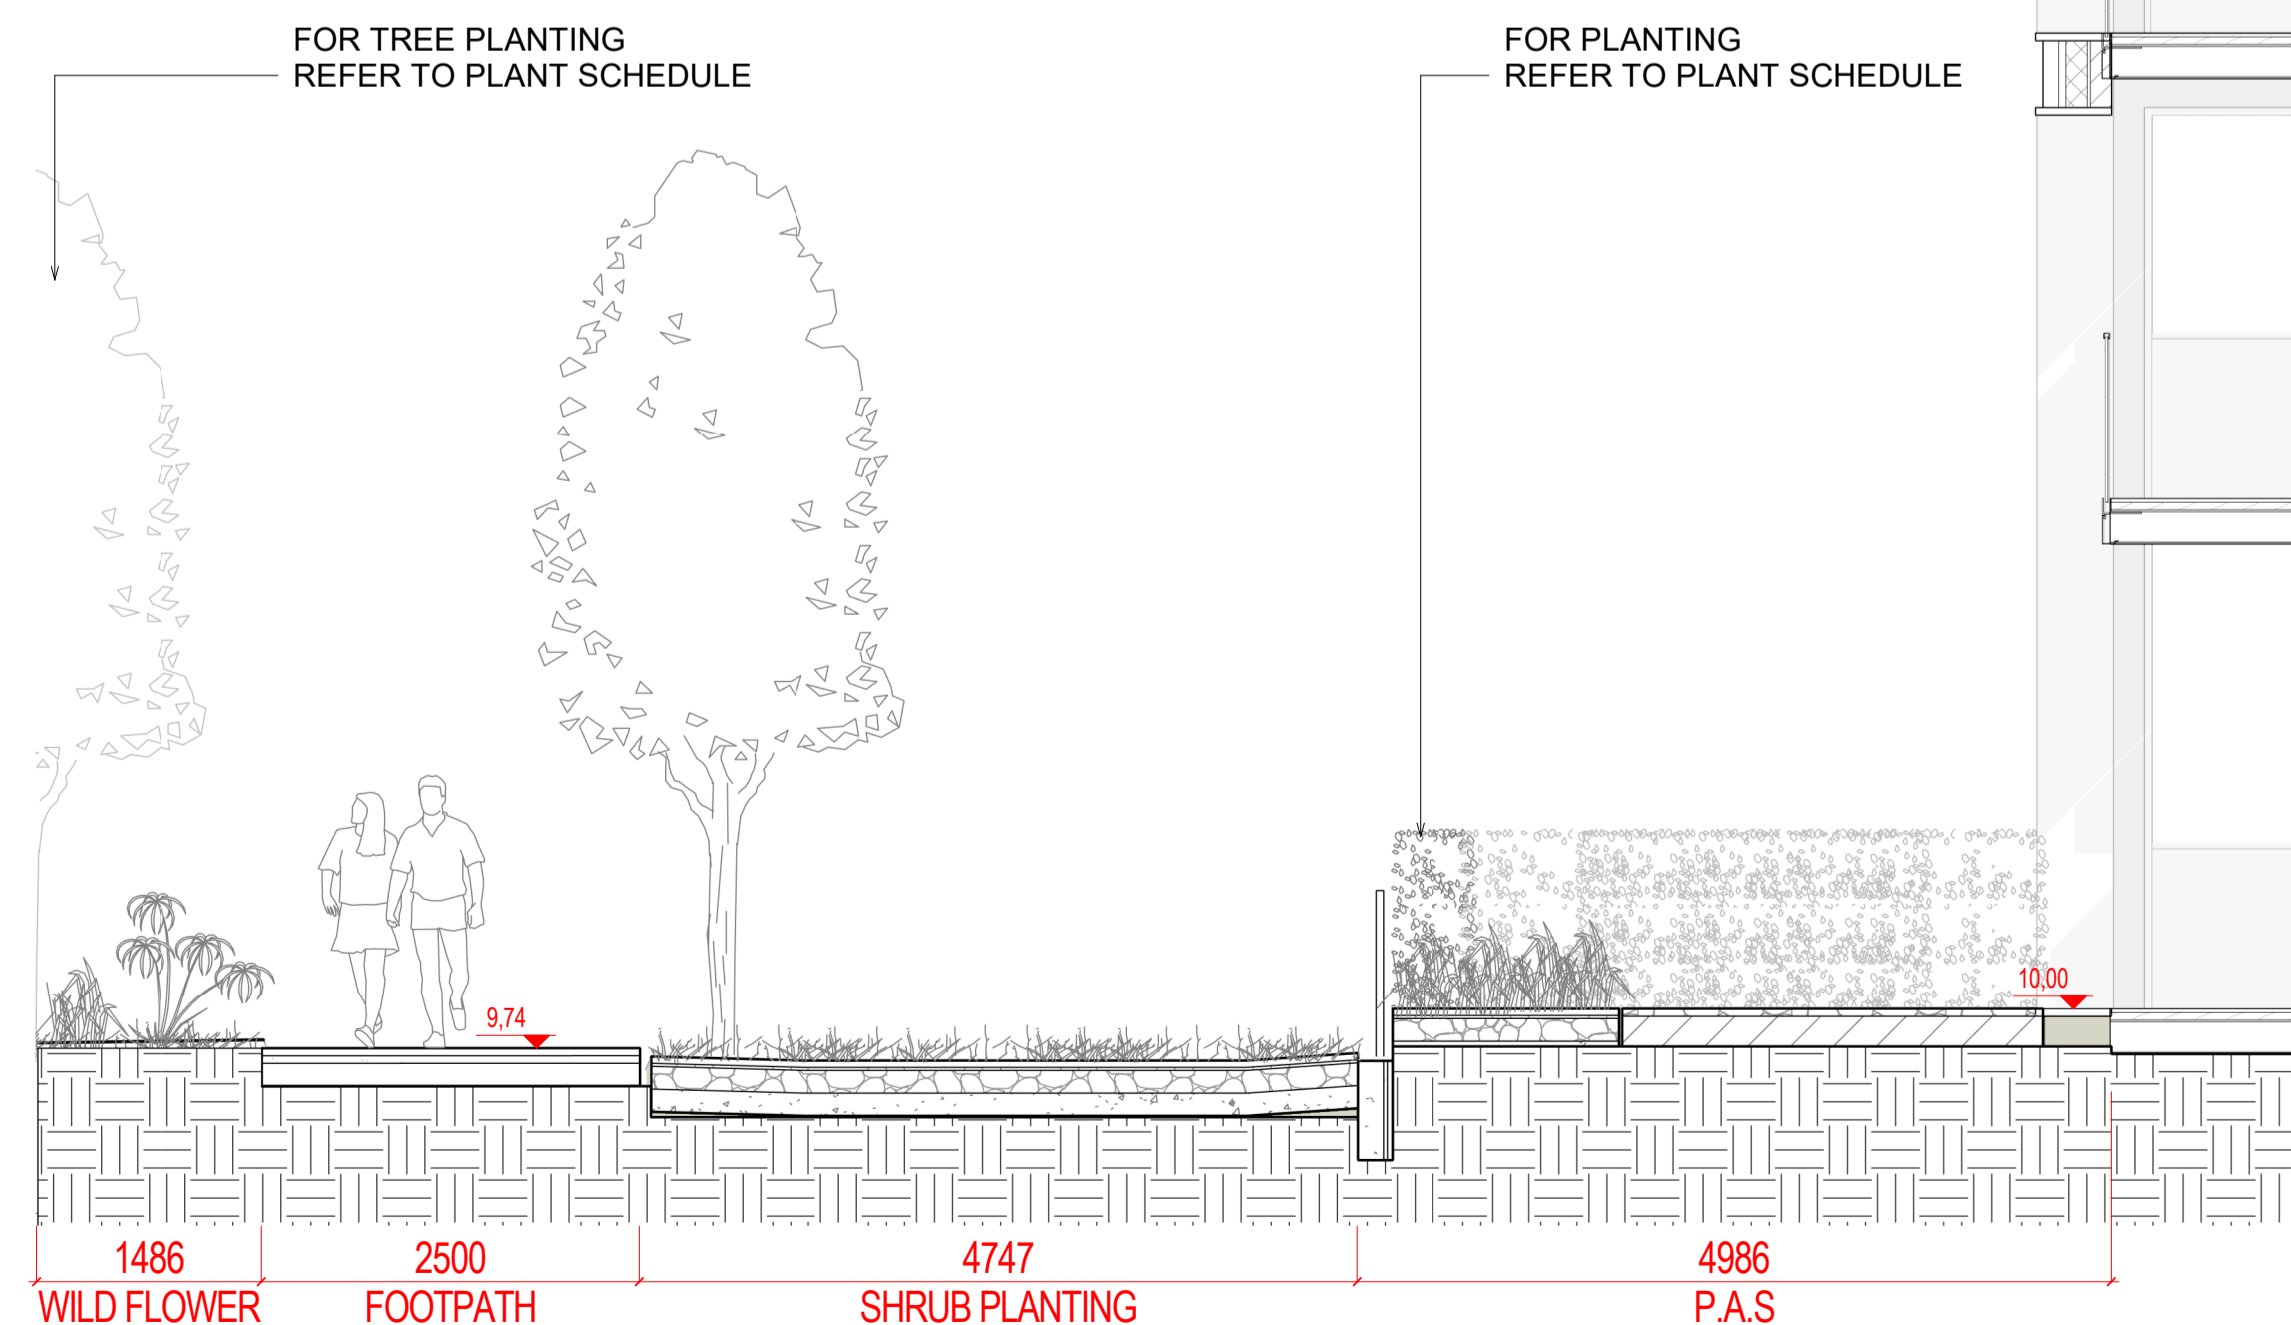 FOR TREE PLANTING
REFER TO PLANT SCHEDULE
FOR PLANTING
REFER TO PLANT SCHEDULE
10,00
9,74
1486
2500
4747
4986
WILD FLOWER
FOOTPATH
SHRUB PLANTING
P.A.S